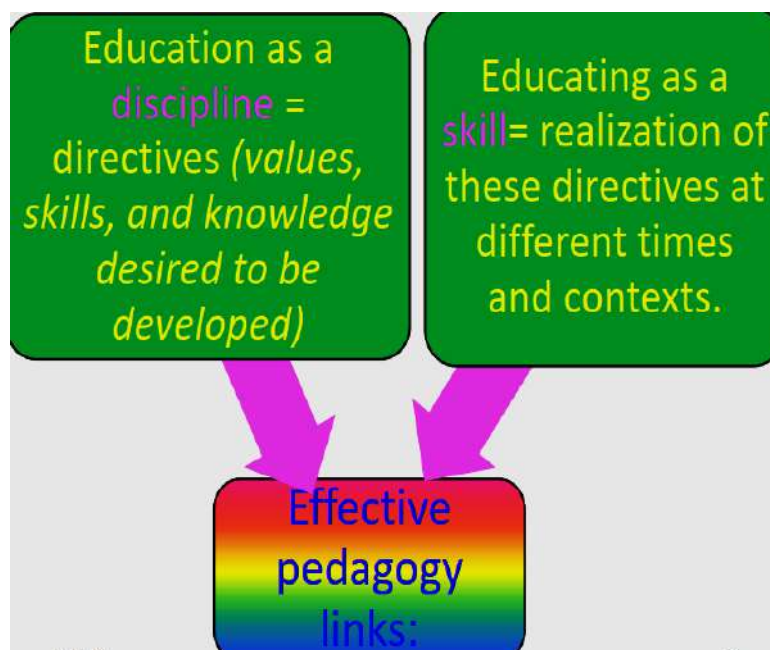 Education as a
discipline =
directives (values,
skills, and knowledge
desired to be
developed)
Educating as a
skill= realization of
these directives at
different times
and contexts.
Effective
pedagogy
links: